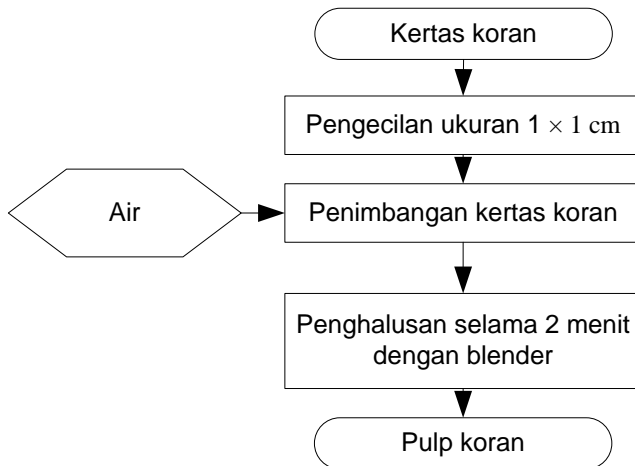 Kertas koran
Pengecilan ukuran 1 × 1 cm
Air
Penimbangan kertas koran
Penghalusan selama 2 menit
dengan blender
Pulp koran